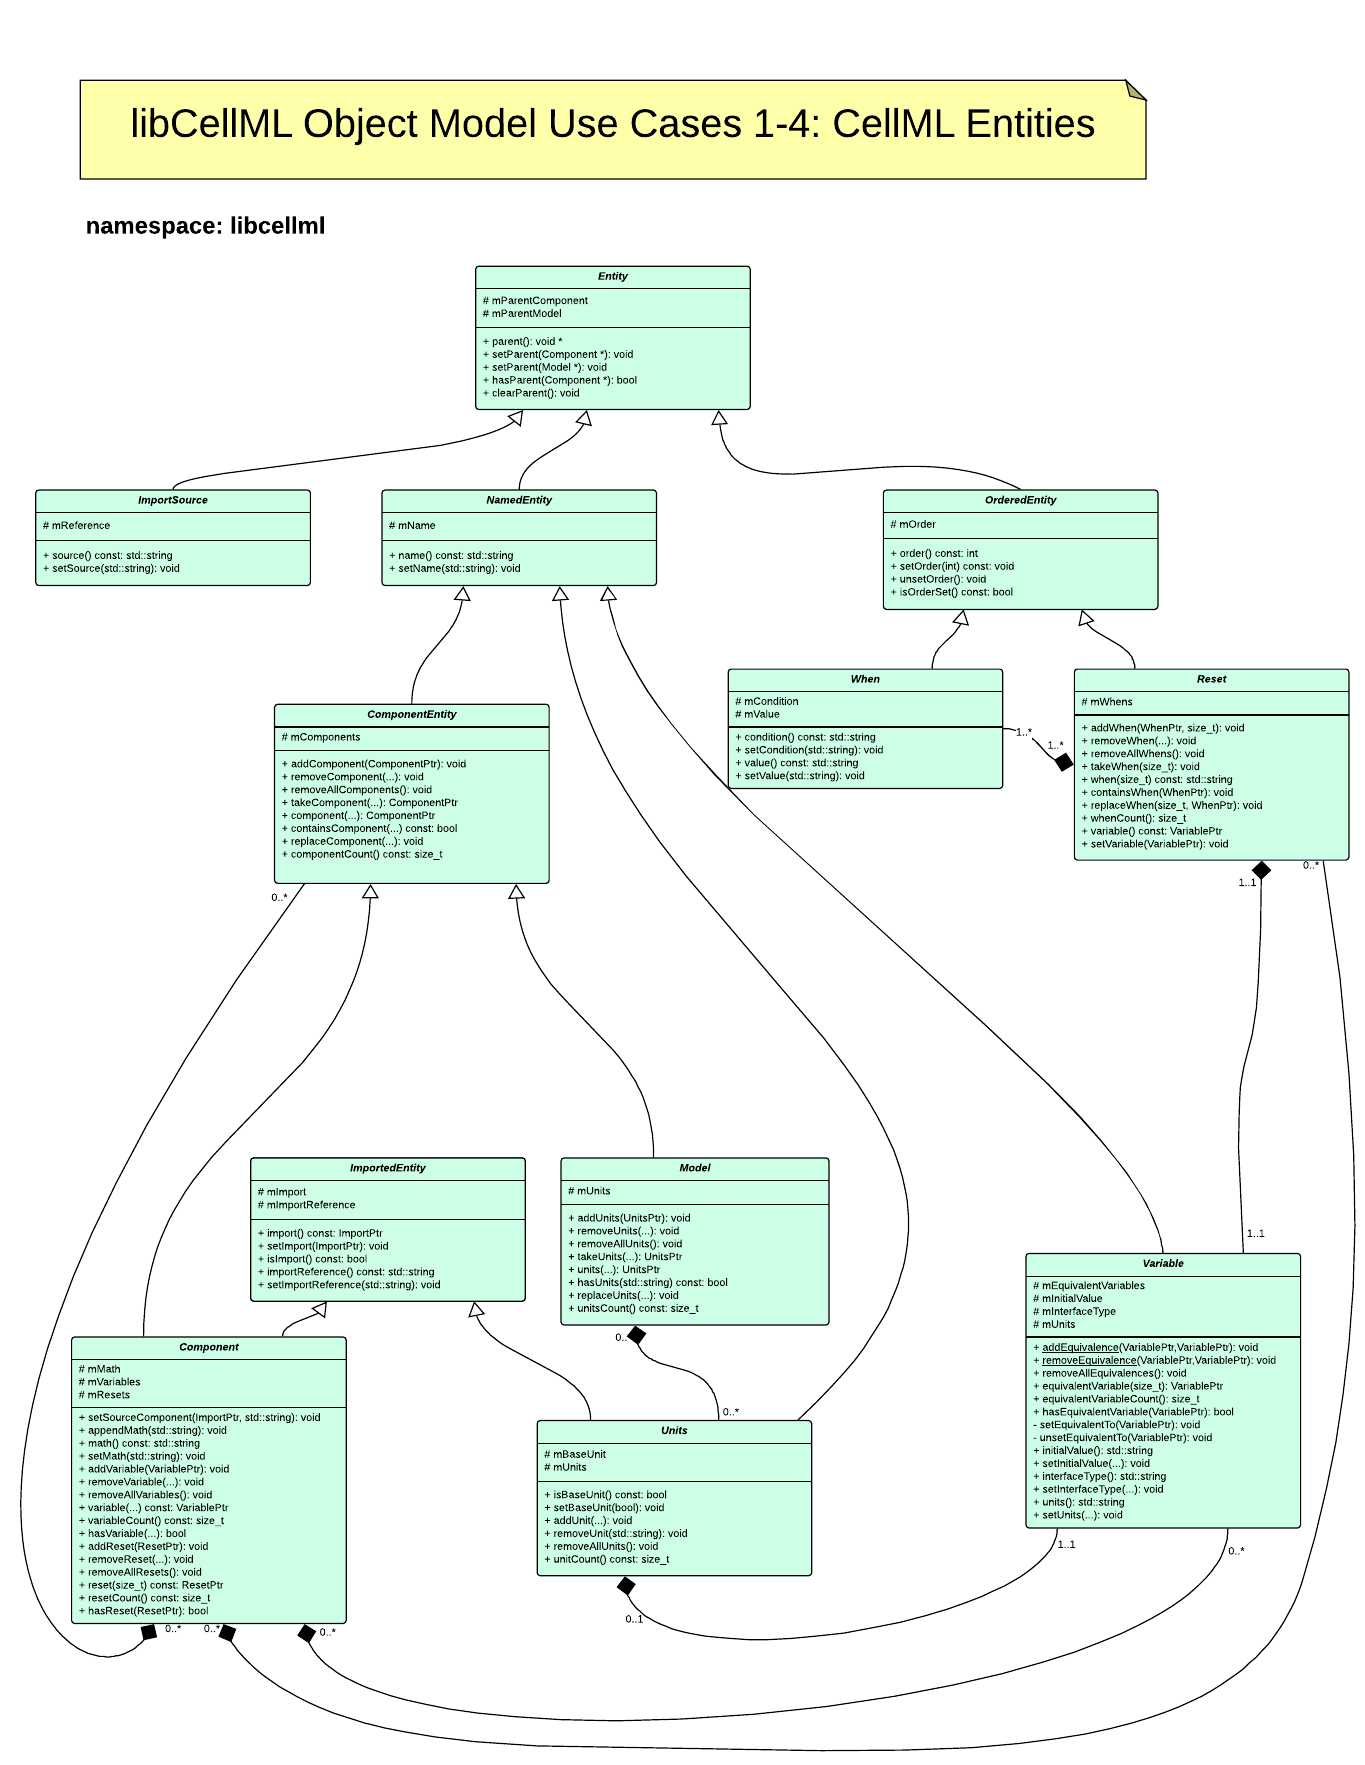 libCellML Object Model Use Cases 1-4: CellML Entities
namespace: libcellml
Entity
# mParentComponent
# mParentModel
+ parent(): void *
+ setParent(Component *): void
+ setParent(Model *): void
+ hasParent(Component *): bool
+ clearParent(): void
ImportSource
# mReference
+ source() const: std::string
+ setSource(std::string): void
NamedEntity
# mName
+ name() const: std::string
+ setName(std::string): void
OrderedEntity
# mOrder
+ order() const: int
+ setOrder(int) const: void
+ unsetOrder(): void
+ isOrderSet() const: bool
When
# mCondition
# mValue
+ condition() const: std::string
+ setCondition(std::string): void
+ value() const: std::string
+ setValue(std::string): void
1..*
1..*
Reset
# mWhens
+ addWhen(WhenPtr, size_t): void
+ removeWhen(...): void
+ removeAllWhens(): void
+ takeWhen(size_t): void
+ when(size_t) const: std::string
+ containsWhen(WhenPtr): void
+ replaceWhen(size_t, WhenPtr): void
+ whenCount(): size_t
+ variable() const: VariablePtr
+ setVariable(VariablePtr): void
1..1
0..*
ComponentEntity
# mComponents
+ addComponent(ComponentPtr): void
+ removeComponent(...): void
+ removeAllComponents(): void
+ takeComponent(...): ComponentPtr
+ component(...): ComponentPtr
+ containsComponent(...) const: bool
+ replaceComponent(...): void
+ componentCount() const: size_t
0..*
ImportedEntity
# mImport
# mImportReference
+ import() const: ImportPtr
+ setImport(ImportPtr): void
+ isImport() const: bool
+ importReference() const: std::string
+ setImportReference(std::string): void
Model
# mUnits
+ addUnits(UnitsPtr): void
+ removeUnits(...): void
+ removeAllUnits(): void
+ takeUnits(...): UnitsPtr
+ units(...): UnitsPtr
+ hasUnits(std::string) const: bool
+ replaceUnits(...): void
+ unitsCount() const: size_t
0..
0..*
1..1
Variable
# mEquivalentVariables
# mInitialValue
# mInterfaceType
# mUnits
+ addEquivalence(VariablePtr,VariablePtr): void
+ removeEquivalence(VariablePtr,VariablePtr): void
+ removeAllEquivalences(): void
+ equivalentVariable(size_t): VariablePtr
+ equivalentVariableCount(): size_t
+ hasEquivalentVariable(VariablePtr): bool
- setEquivalentTo(VariablePtr): void
- unsetEquivalentTo(VariablePtr): void
+ initialValue(): std::string
+ setInitialValue(...): void
+ interfaceType(): std::string
+ setInterfaceType(...): void
+ units(): std::string
+ setUnits(...): void
1..1
0..*
Component
# mMath
# mVariables
# mResets
+ setSourceComponent(ImportPtr, std::string): void
+ appendMath(std::string): void
+ math() const: std::string
+ setMath(std::string): void
+ addVariable(VariablePtr): void
+ removeVariable(...): void
+ removeAllVariables(): void
+ variable(...) const: VariablePtr
+ variableCount() const: size_t
+ hasVariable(...): bool
+ addReset(ResetPtr): void
+ removeReset(...): void
+ removeAllResets(): void
+ reset(size_t) const: ResetPtr
+ resetCount() const: size_t
+ hasReset(ResetPtr): bool
0..*
0..*
0..*
Units
# mBaseUnit
# mUnits
+ isBaseUnit() const: bool
+ setBaseUnit(bool): void
+ addUnit(...): void
+ removeUnit(std::string): void
+ removeAllUnits(): void
+ unitCount() const: size_t
0..1